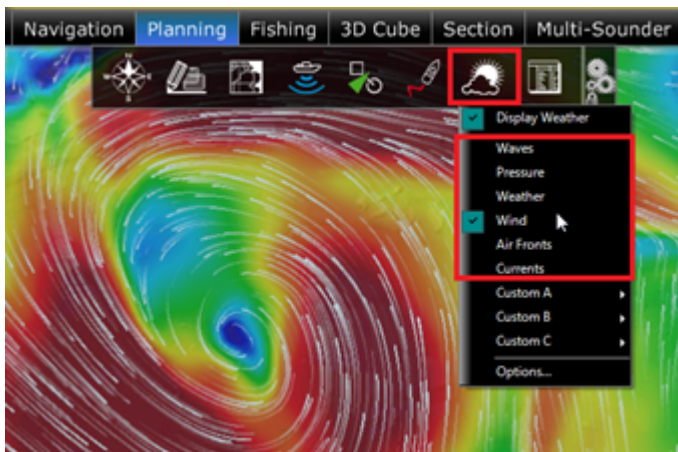 Navigation Planning Fishing 3D Cube Section Multi-Sounder
N
Display Weather
Waves
Pressure
Weather
Wind
Air Fronts
Currents
Custom A
Custom B
Custom C
Options...